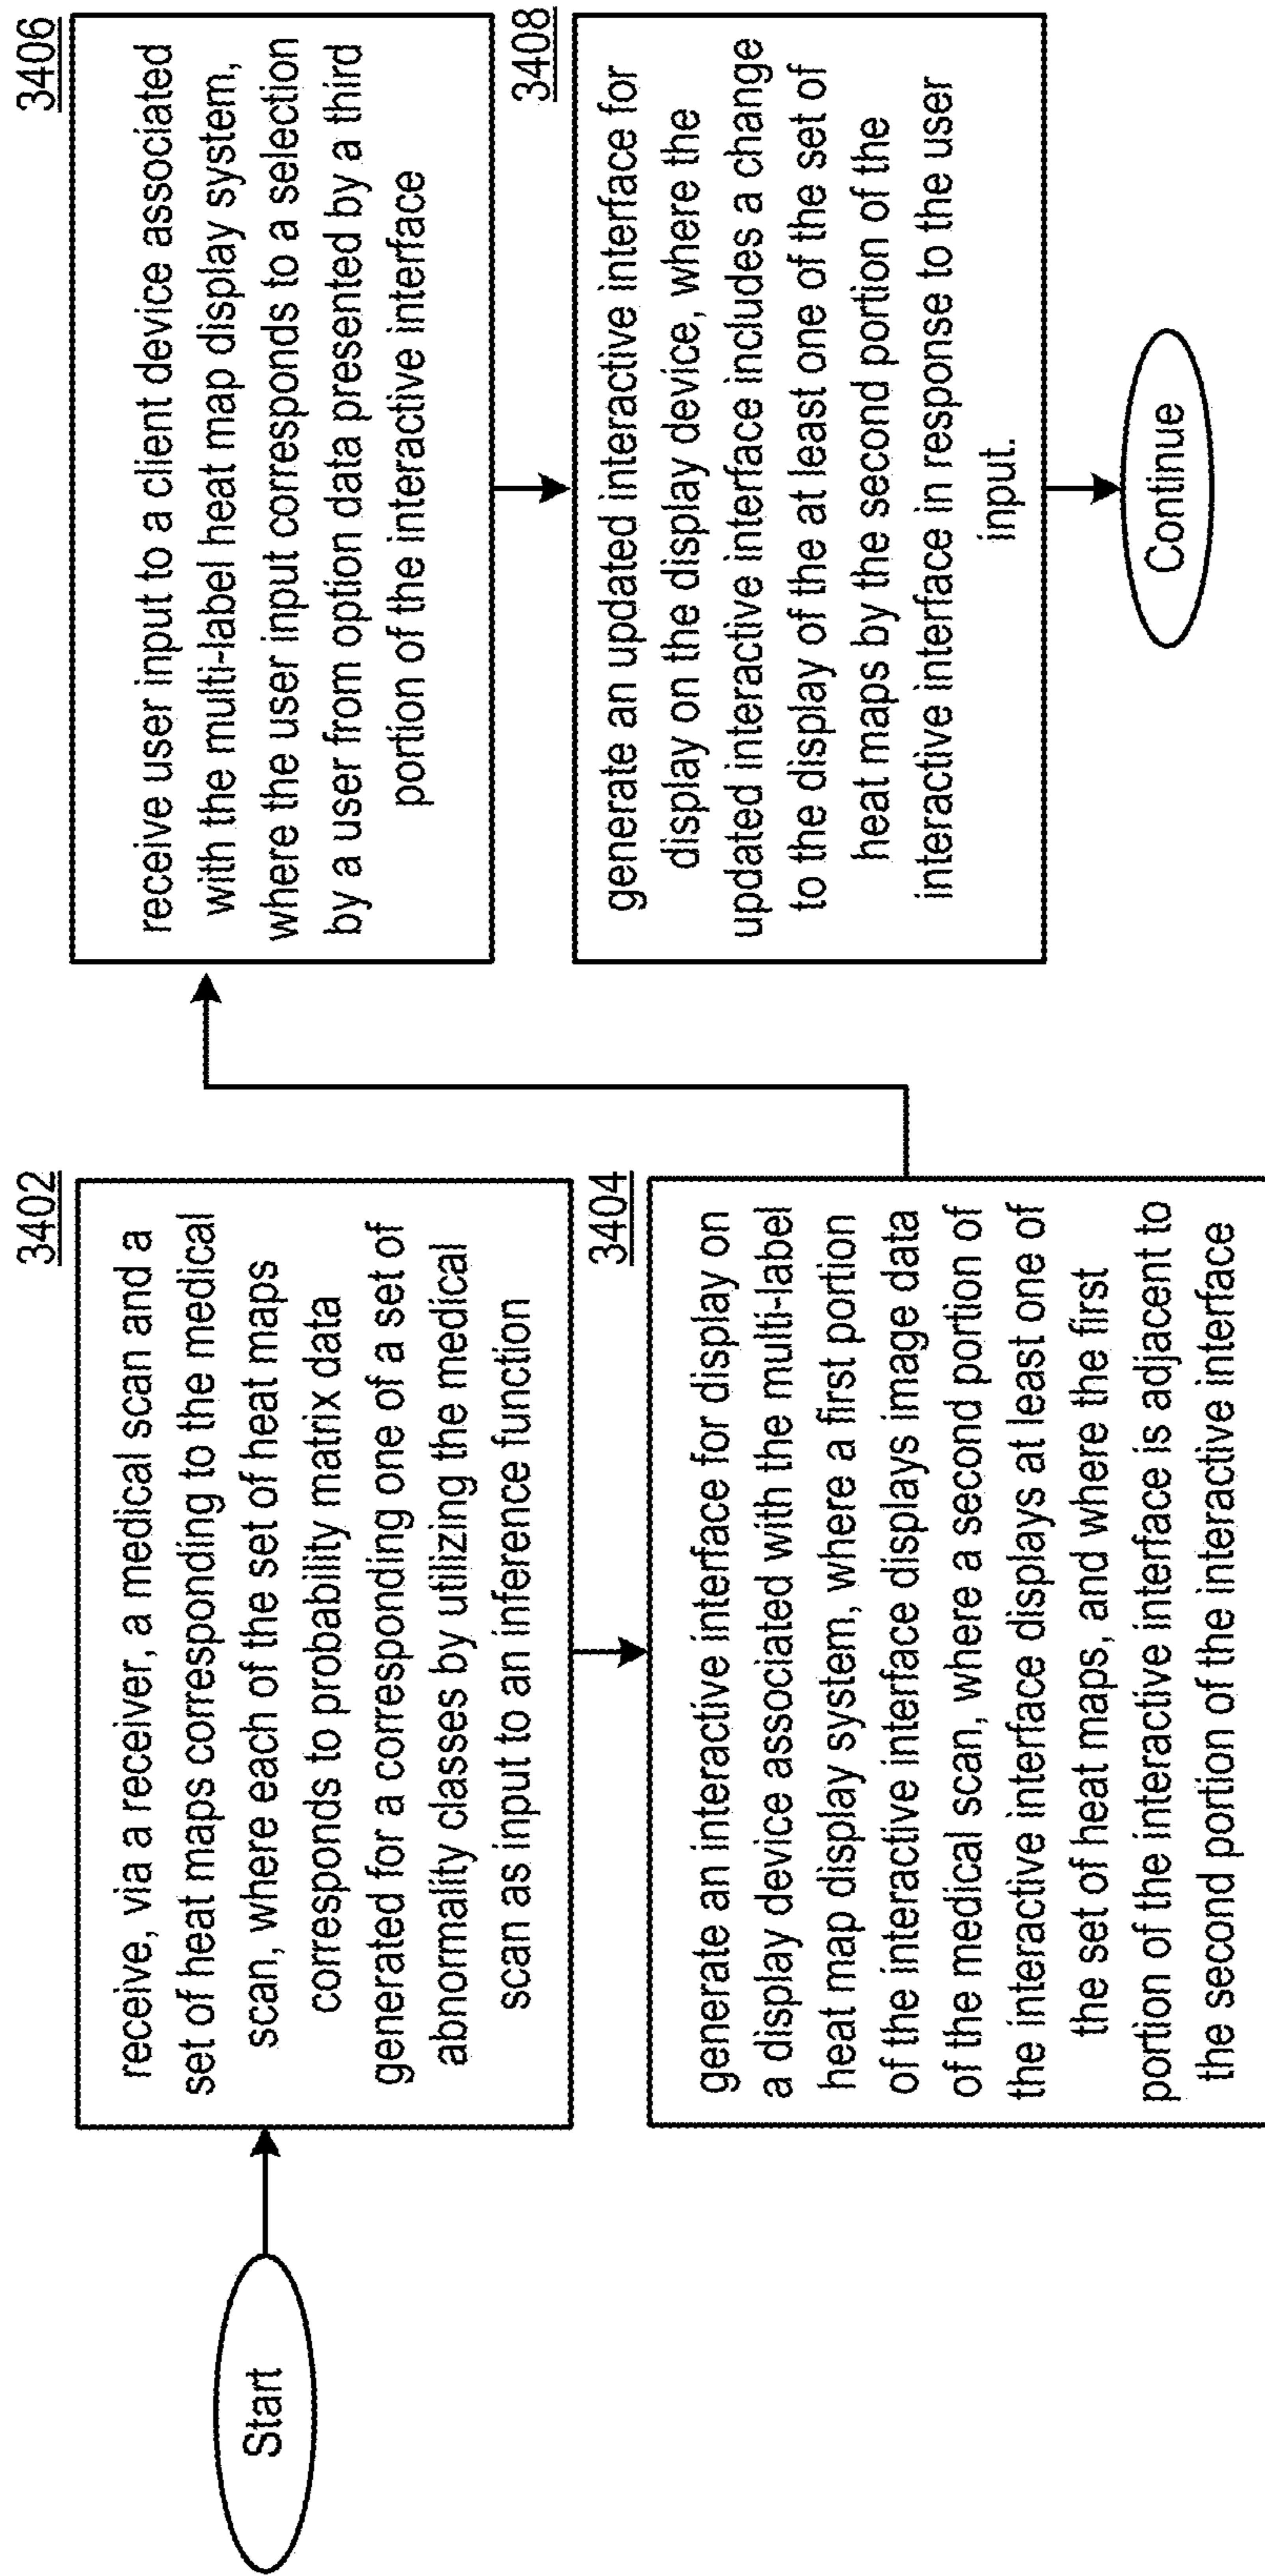 Start
3402
receive, via a receiver, a medical scan and a
set of heat maps corresponding to the medical
scan, where each of the set of heat maps
corresponds to probability matrix data
generated for a corresponding one of a set of
abnormality classes by utilizing the medical
scan as input to an inference function
3404
generate an interactive interface for display on
a display device associated with the multi-label
heat map display system, where a first portion
of the interactive interface displays image data
of the medical scan, where a second portion of
the interactive interface displays at least one of
the set of heat maps, and where the first
portion of the interactive interface is adjacent to
the second portion of the interactive interface
3406
receive user input to a client device associated
with the multi-label heat map display system,
where the user input corresponds to a selection
by a user from option data presented by a third
portion of the interactive interface
3408
generate an updated interactive interface for
display on the display device, where the
updated interactive interface includes a change
to the display of the at least one of the set of
heat maps by the second portion of the
interactive interface in response to the user
input.
Continue